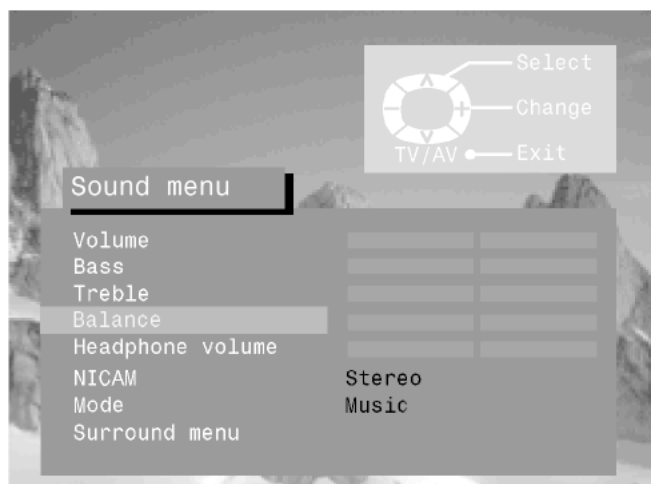 Select
Change
TV/AV Exit
Sound menu
Volume
Bass
Treble
Balance
Headphone volume
NICAM Stereo
Mode Music
Surround menu